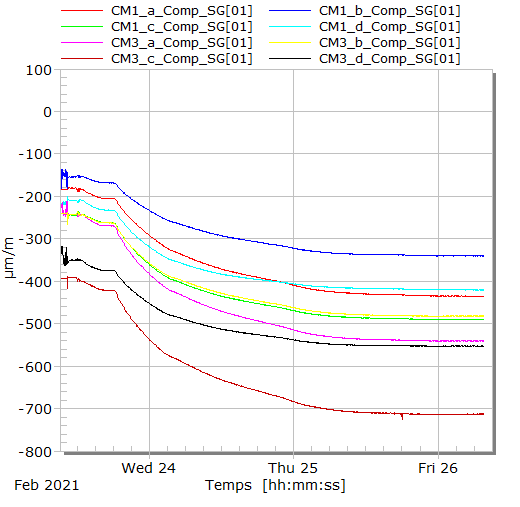 CM1_a_Comp_SG[01] CM1_b_Comp_SG[01]
CM1_c_Comp_SG[01] CM1_d_Comp_SG[01]
CM3_a_Comp_SG[01] CM3_b_Comp_SG[01]
CM3_c_Comp_SG[01] CM3_d_Comp_SG[01]
100
0
-100
-200
-300
-400
-500
-600
-700
-800
µm/m
Wed 24 Thu 25 Fri 26
Feb 2021 Temps [hh:mm:ss]